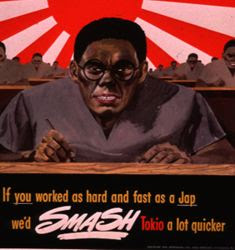 If you worked as hard and fast as a Jap
we'd SMASH Tokio a lot quicker